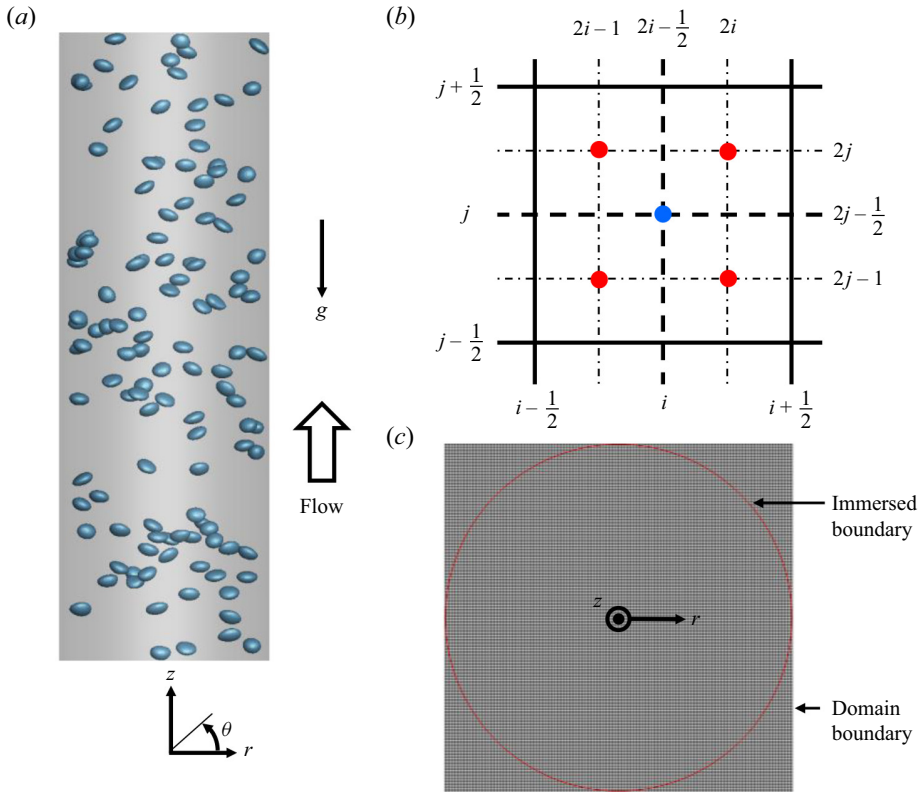 (a)
g
Flow
z
θ
r
(b)
2i – 1
2i – 1/2
2i
j + 1/2
2j
j
2j – 1/2
2j – 1
j – 1/2
i – 1/2
i
i + 1/2
(c)
Immersed
boundary
z
r
Domain
boundary